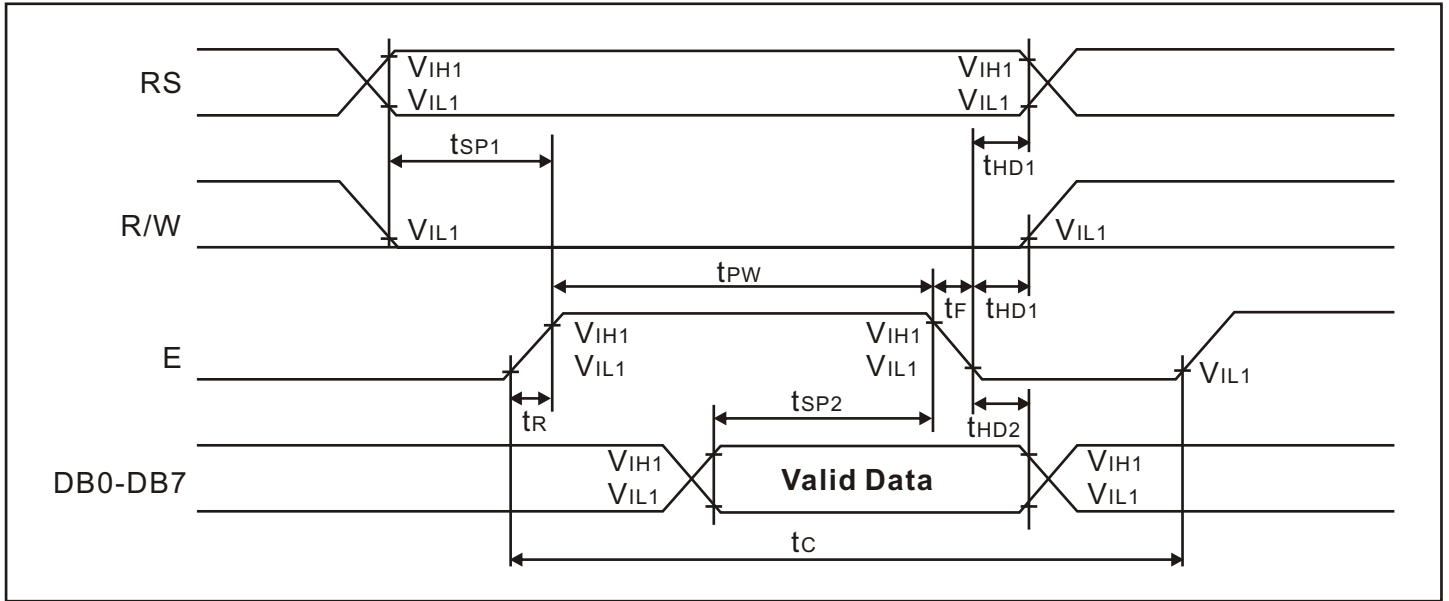 RS
VIH1
VIL1
VIH1
VIL1
tSP1
tHD1
R/W
VIL1
VIL1
tPW
tF
tHD1
E
VIH1
VIL1
VIH1
VIL1
VIL1
tR
tSP2
tHD2
DB0-DB7
VIH1
VIL1
Valid Data
VIH1
VIL1
tC